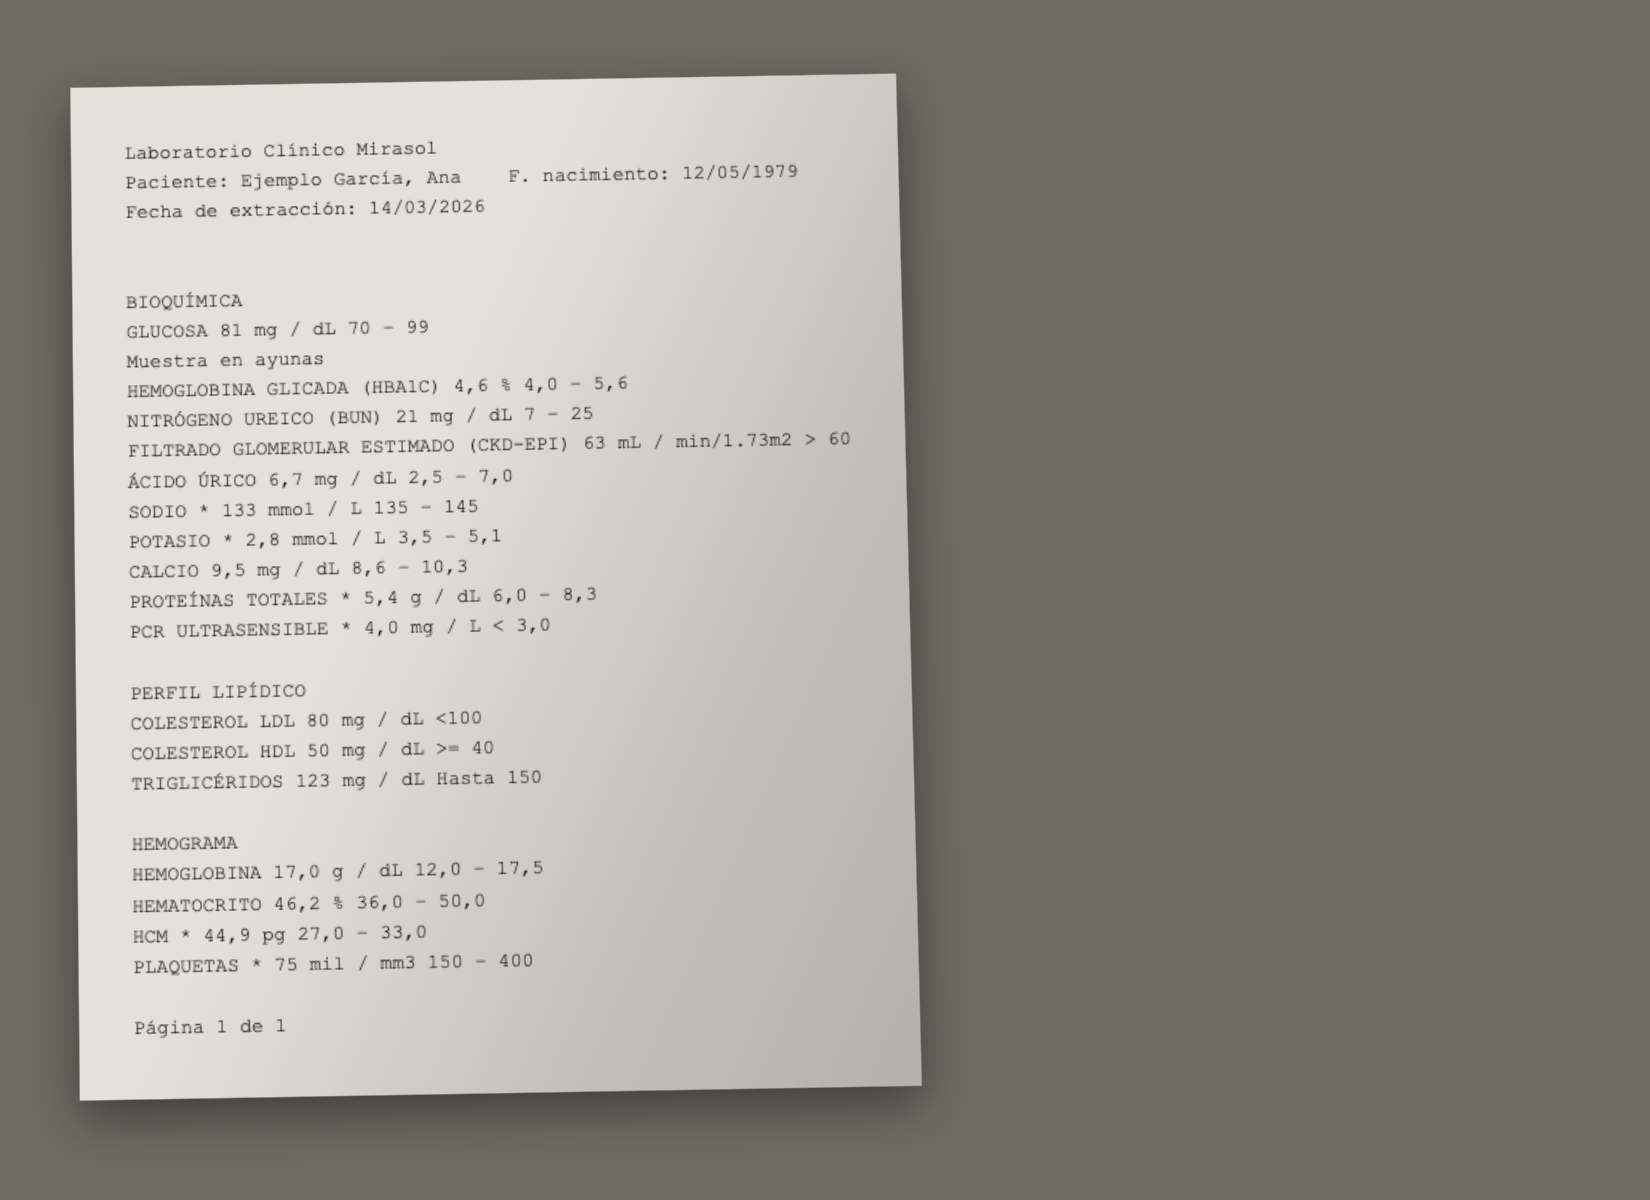 Laboratorio Clínico Mirasol
Paciente: Ejemplo García, Ana    F. nacimiento: 12/05/1979
Fecha de extracción: 14/03/2026
BIOQUÍMICA
GLUCOSA 81 mg / dL 70 – 99
Muestra en ayunas
HEMOGLOBINA GLICADA (HBA1C) 4,6 % 4,0 – 5,6
NITRÓGENO UREICO (BUN) 21 mg / dL 7 – 25
FILTRADO GLOMERULAR ESTIMADO (CKD-EPI) 63 mL / min/1.73m2 > 60
ÁCIDO ÚRICO 6,7 mg / dL 2,5 – 7,0
SODIO * 133 mmol / L 135 – 145
POTASIO * 2,8 mmol / L 3,5 – 5,1
CALCIO 9,5 mg / dL 8,6 – 10,3
PROTEÍNAS TOTALES * 5,4 g / dL 6,0 – 8,3
PCR ULTRASENSIBLE * 4,0 mg / L < 3,0
PERFIL LIPÍDICO
COLESTEROL LDL 80 mg / dL <100
COLESTEROL HDL 50 mg / dL >= 40
TRIGLICÉRIDOS 123 mg / dL Hasta 150
HEMOGRAMA
HEMOGLOBINA 17,0 g / dL 12,0 – 17,5
HEMATOCRITO 46,2 % 36,0 – 50,0
HCM * 44,9 pg 27,0 – 33,0
PLAQUETAS * 75 mil / mm3 150 – 400
Página 1 de 1